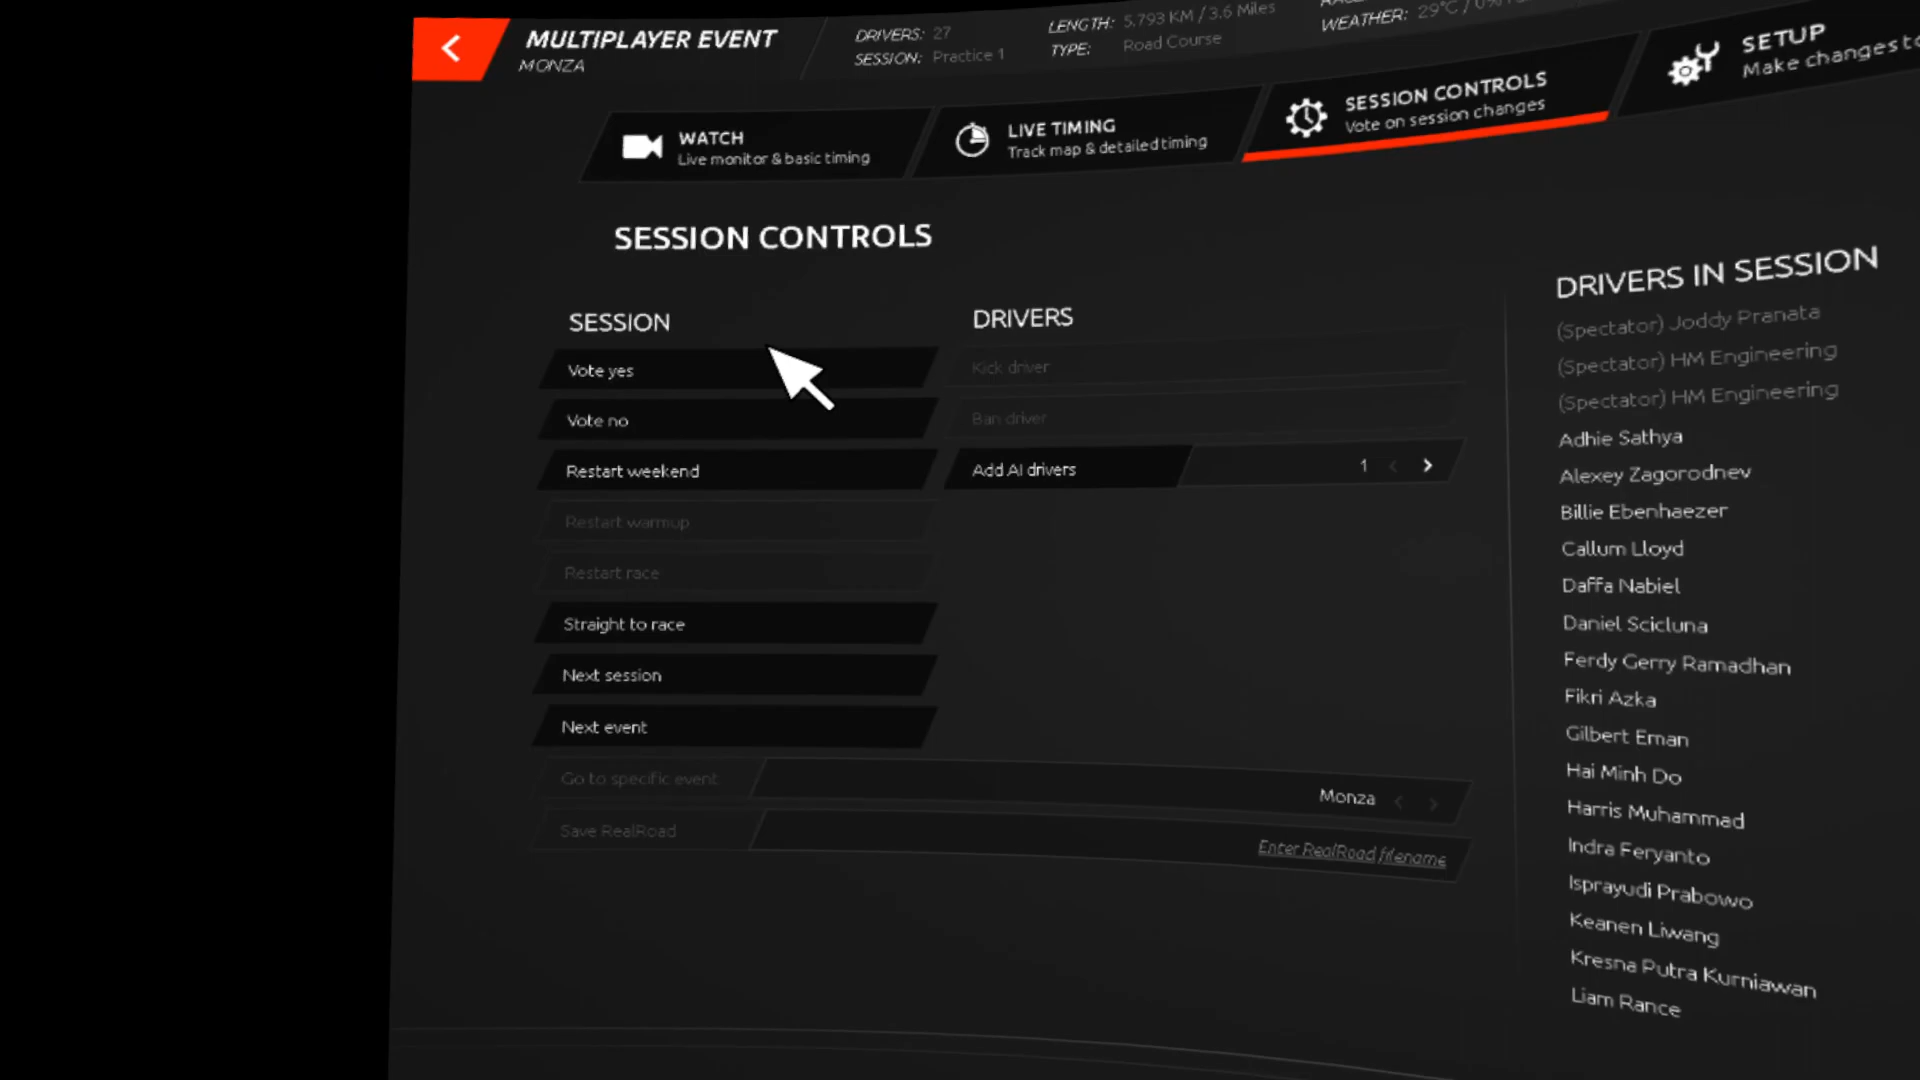 MULTIPLAYER EVENT
MONZA
DRIVERS: 27
SESSION: Practice 1
LENGTH: 5.793 KM / 3.6 Miles
TYPE: Road Course
WEATHER: 29°C /
WATCH
Live monitor & basic timing
LIVE TIMING
Track map & detailed timing
SESSION CONTROLS
Vote on session changes
SETUP
Make changes to
SESSION CONTROLS
SESSION
Vote yes
Vote no
Restart weekend
Restart warmup
Restart race
Straight to race
Next session
Next event
Go to specific event
Monza
Save RealRoad
Enter RealRoad filename
DRIVERS
Kick driver
Ban driver
Add AI drivers
1
DRIVERS IN SESSION
(Spectator) Joddy Pranata
(Spectator) HM Engineering
(Spectator) HM Engineering
Adhie Sathya
Alexey Zagorodnev
Billie Ebenhaezer
Callum Lloyd
Daffa Nabiel
Daniel Scicluna
Ferdy Gerry Ramadhan
Fikri Azka
Gilbert Eman
Hai Minh Do
Harris Muhammad
Indra Feryanto
Isprayudi Prabowo
Keanen Liwang
Kresna Putra Kurniawan
Liam Rance